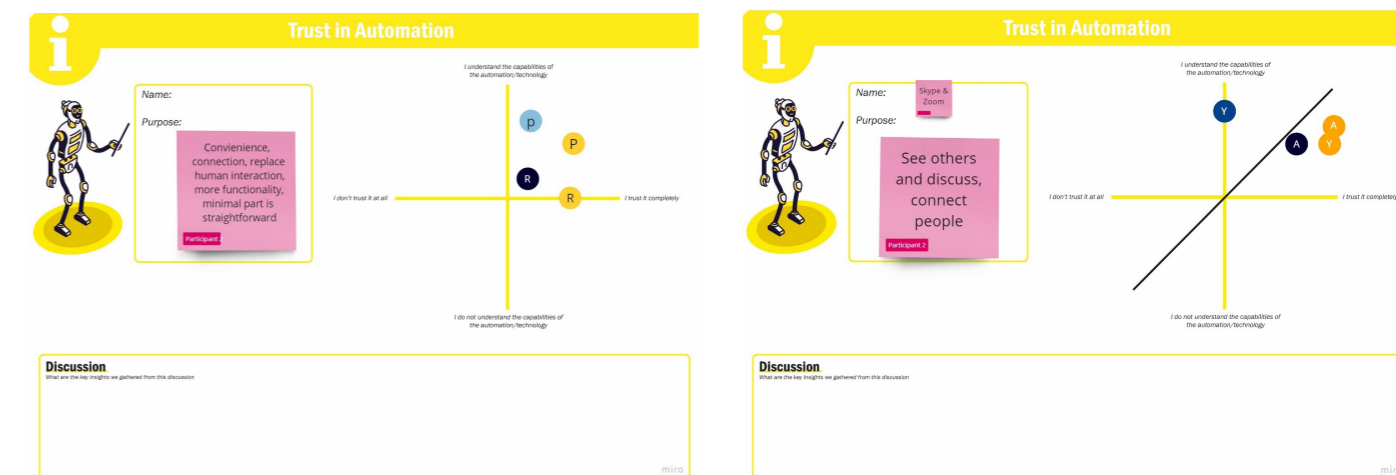 i
Trust in Automation
Name:
Purpose:
Convienience,
connection, replace
human interaction,
more functionality,
minimal part is
straightforward
Participant 2
I understand the capabilities of
the automation/technology
p
P
R
R
I don't trust it at all
I trust it completely
I do not understand the capabilities of
the automation/technology
Discussion
What are the key insights we gathered from this discussion
miro
i
Trust in Automation
Name:
Skype &
Zoom
Purpose:
See others
and discuss,
connect
people
Participant 2
I understand the capabilities of
the automation/technology
Y
A
A
Y
I don't trust it at all
I trust it completely
I do not understand the capabilities of
the automation/technology
Discussion
What are the key insights we gathered from this discussion
mir